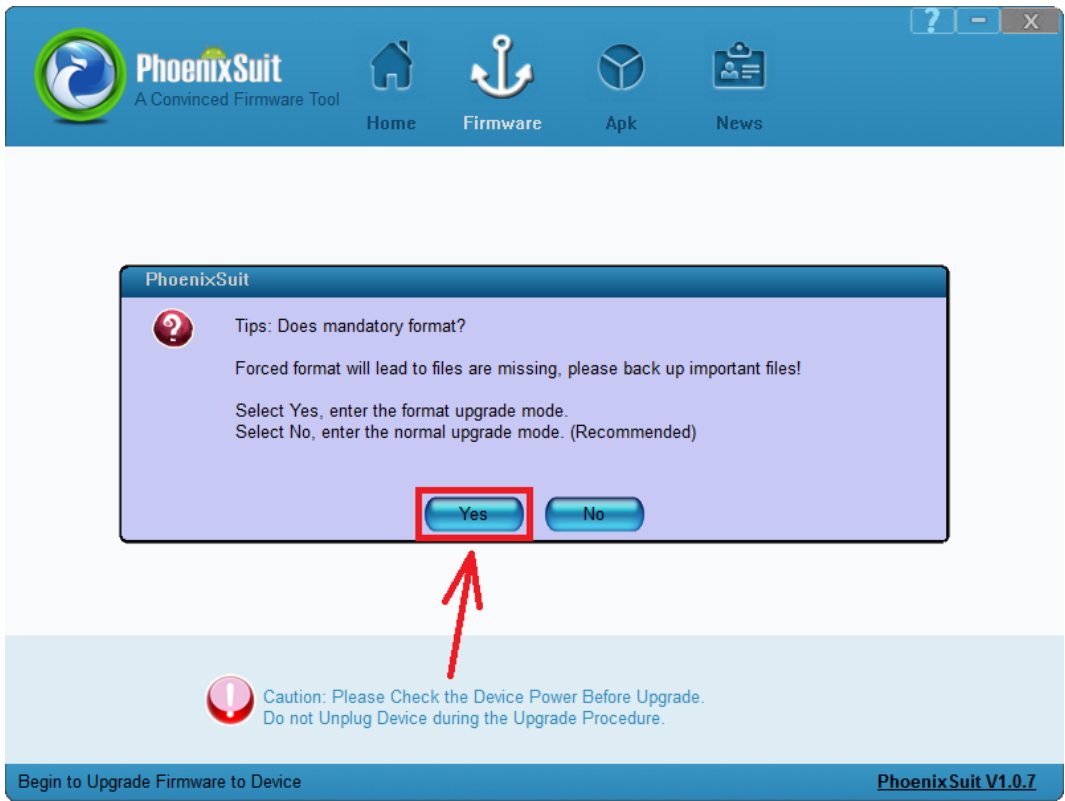 ? − X
PhoenixSuit
A Convinced Firmware Tool
Home Firmware Apk News
PhoenixSuit
?
Tips: Does mandatory format?
Forced format will lead to files are missing, please back up important files!
Select Yes, enter the format upgrade mode.
Select No, enter the normal upgrade mode. (Recommended)
Yes No
!
Caution: Please Check the Device Power Before Upgrade.
Do not Unplug Device during the Upgrade Procedure.
Begin to Upgrade Firmware to Device PhoenixSuit V1.0.7